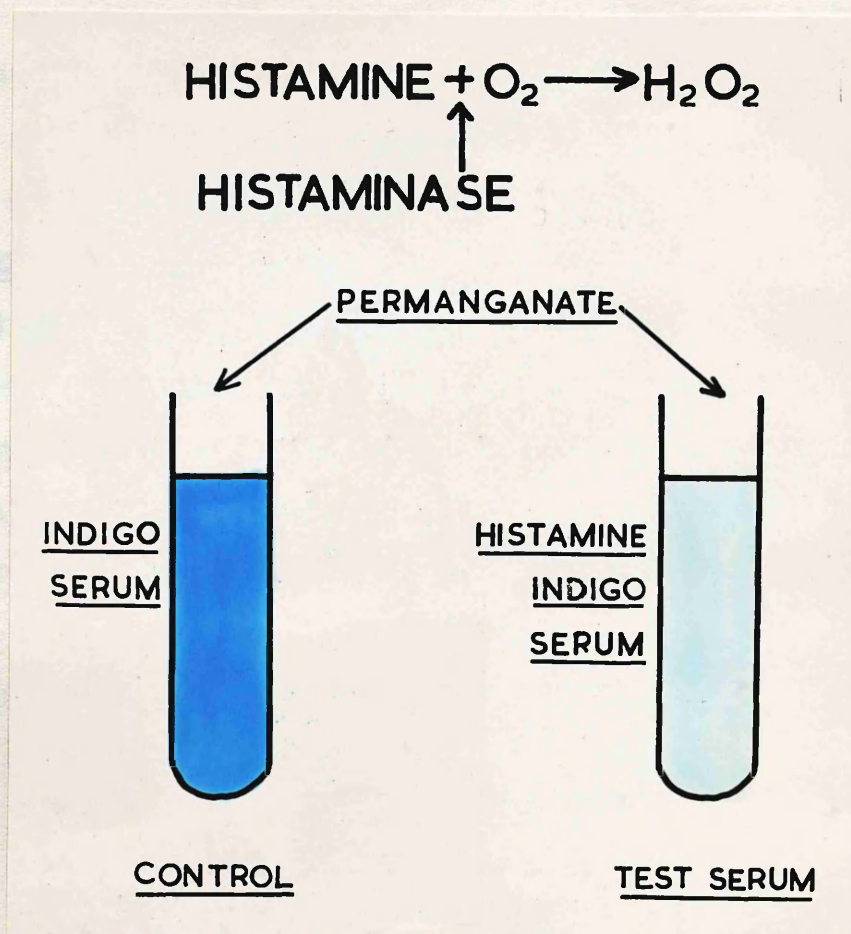 HISTAMINE + O₂ → H₂O₂
↑
HISTAMINASE
PERMANGANATE
INDIGO
SERUM
HISTAMINE
INDIGO
SERUM
CONTROL
TEST SERUM